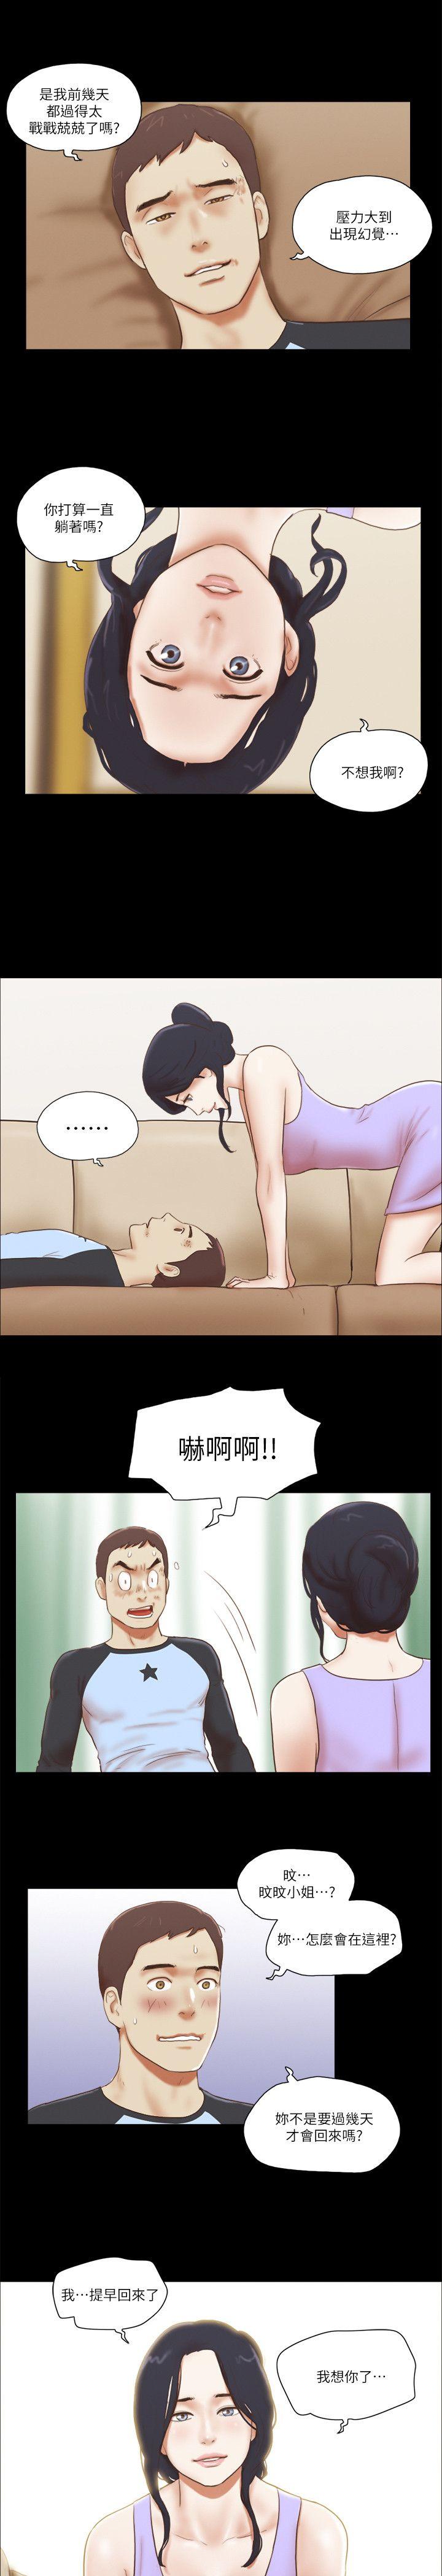 是我前幾天
都過得太
戰戰兢兢了嗎?
壓力大到
出現幻覺…
你打算一直
躺著嗎?
不想我啊?
……
嚇啊啊!!
旼…
旼旼小姐…?
妳…怎麼會在這裡?
妳不是要過幾天
才會回來嗎?
我…提早回來了
我想你了…